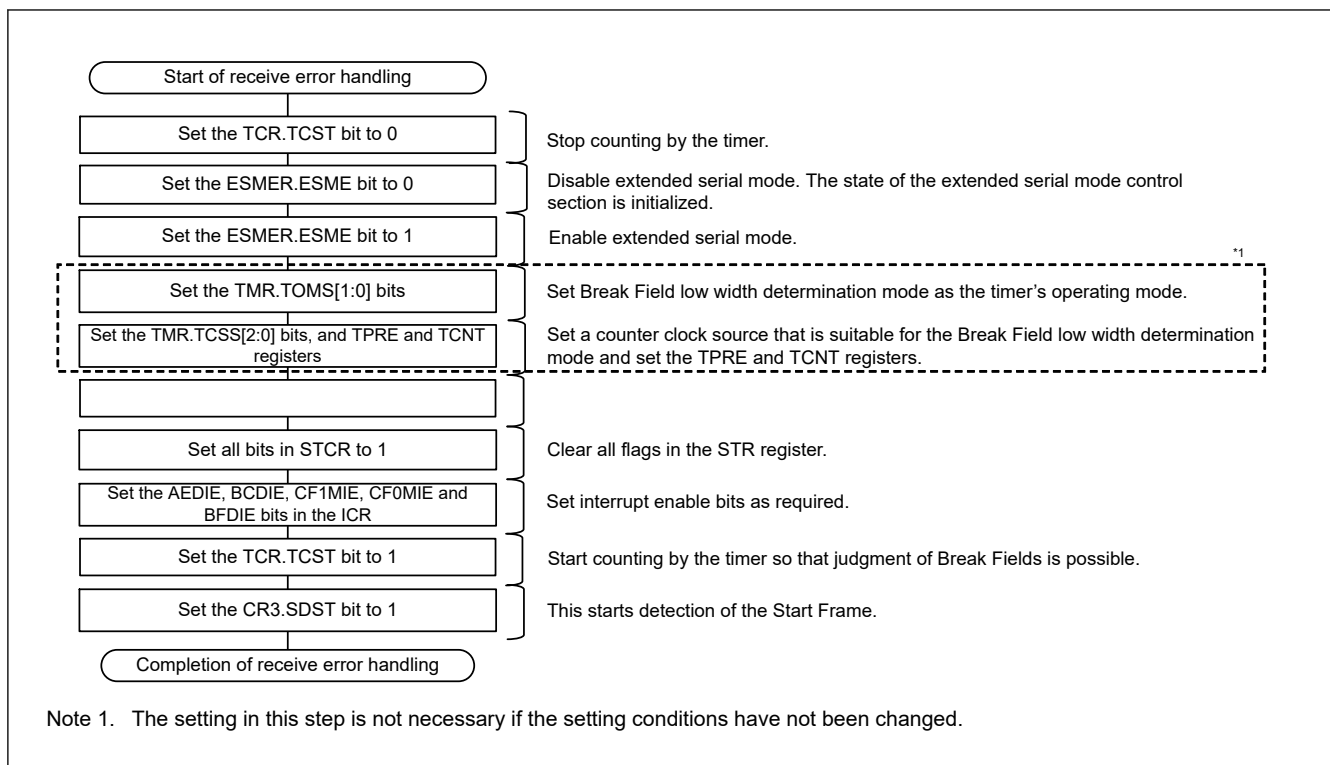 Start of receive error handling
Set the TCR.TCST bit to 0
Stop counting by the timer.
Set the ESMER.ESME bit to 0
Disable extended serial mode. The state of the extended serial mode control
section is initialized.
Set the ESMER.ESME bit to 1
Enable extended serial mode.
*1
Set the TMR.TOMS[1:0] bits
Set Break Field low width determination mode as the timer’s operating mode.
Set the TMR.TCSS[2:0] bits, and TPRE and TCNT
registers
Set a counter clock source that is suitable for the Break Field low width determination
mode and set the TPRE and TCNT registers.
Set all bits in STCR to 1
Clear all flags in the STR register.
Set the AEDIE, BCDIE, CF1MIE, CF0MIE and
BFDIE bits in the ICR
Set interrupt enable bits as required.
Set the TCR.TCST bit to 1
Start counting by the timer so that judgment of Break Fields is possible.
Set the CR3.SDST bit to 1
This starts detection of the Start Frame.
Completion of receive error handling
Note 1. The setting in this step is not necessary if the setting conditions have not been changed.